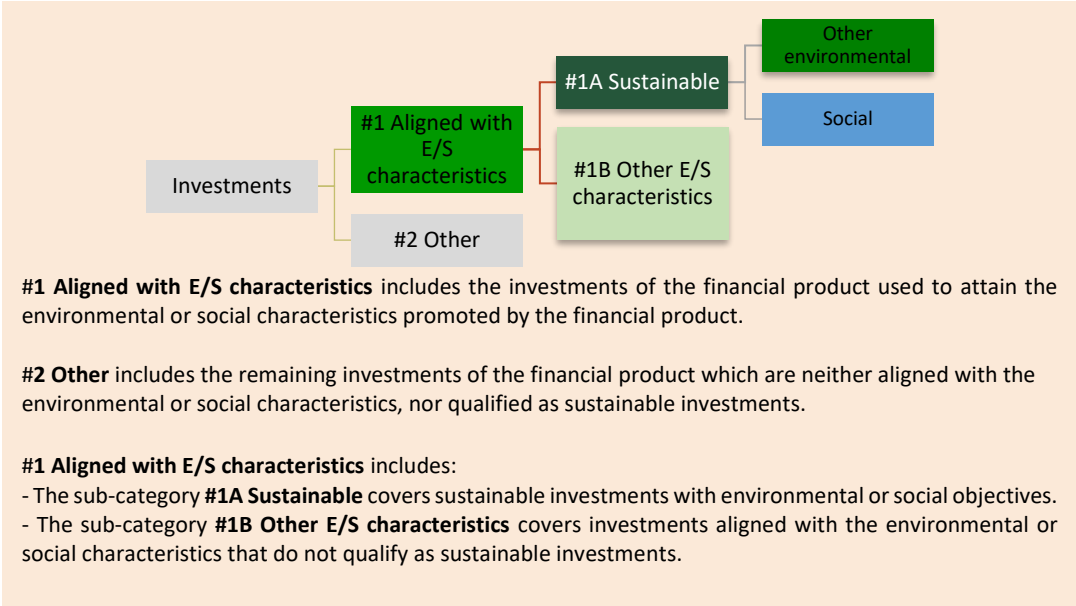 Other
environmental
#1A Sustainable
Social
#1 Aligned with
E/S
characteristics
#1B Other E/S
characteristics
Investments
#2 Other
#1 Aligned with E/S characteristics includes the investments of the financial product used to attain the
environmental or social characteristics promoted by the financial product.
#2 Other includes the remaining investments of the financial product which are neither aligned with the
environmental or social characteristics, nor qualified as sustainable investments.
#1 Aligned with E/S characteristics includes:
- The sub-category #1A Sustainable covers sustainable investments with environmental or social objectives.
- The sub-category #1B Other E/S characteristics covers investments aligned with the environmental or
social characteristics that do not qualify as sustainable investments.